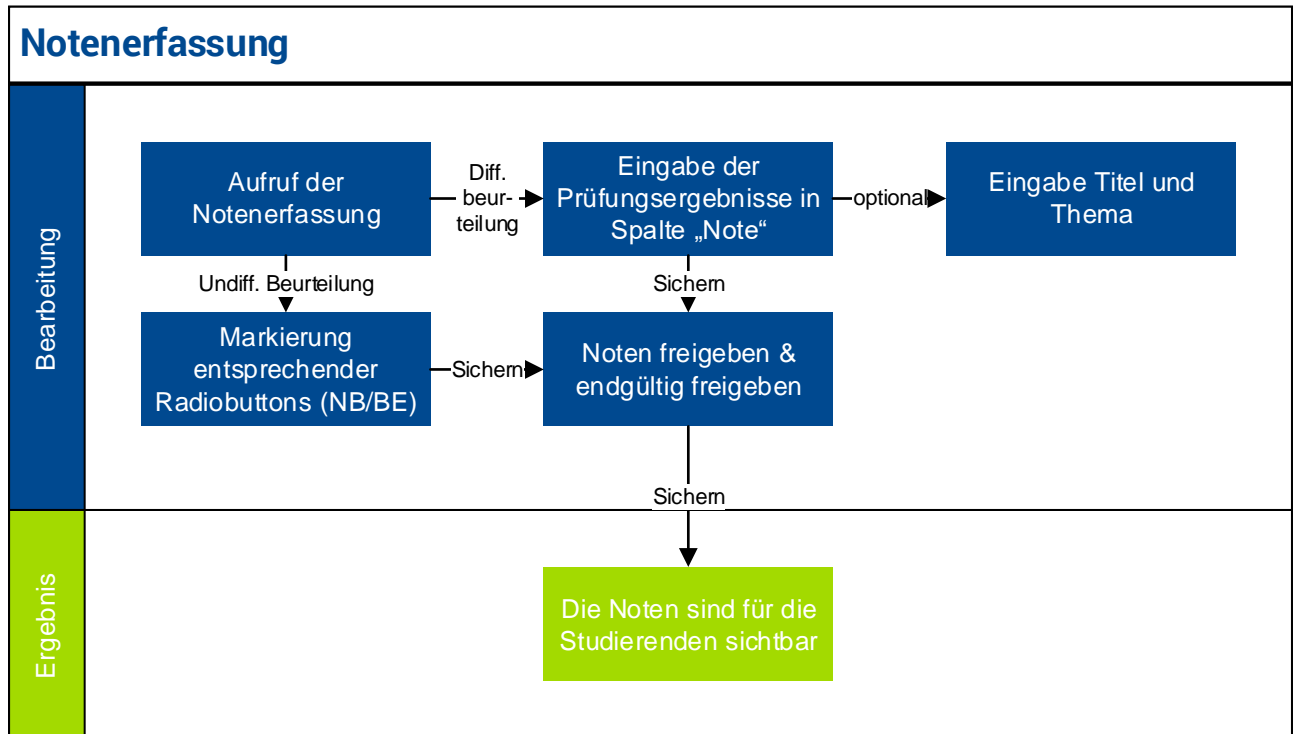 Notenerfassung
Bearbeitung
Aufruf der
Notenerfassung
Diff.
beur-
teilung
Eingabe der
Prüfungsergebnisse in
Spalte „Note“
optional
Eingabe Titel und
Thema
Undiff. Beurteilung
Sichern
Markierung
entsprechender
Radiobuttons (NB/BE)
Sichern
Noten freigeben &
endgültig freigeben
Sichern
Ergebnis
Die Noten sind für die
Studierenden sichtbar